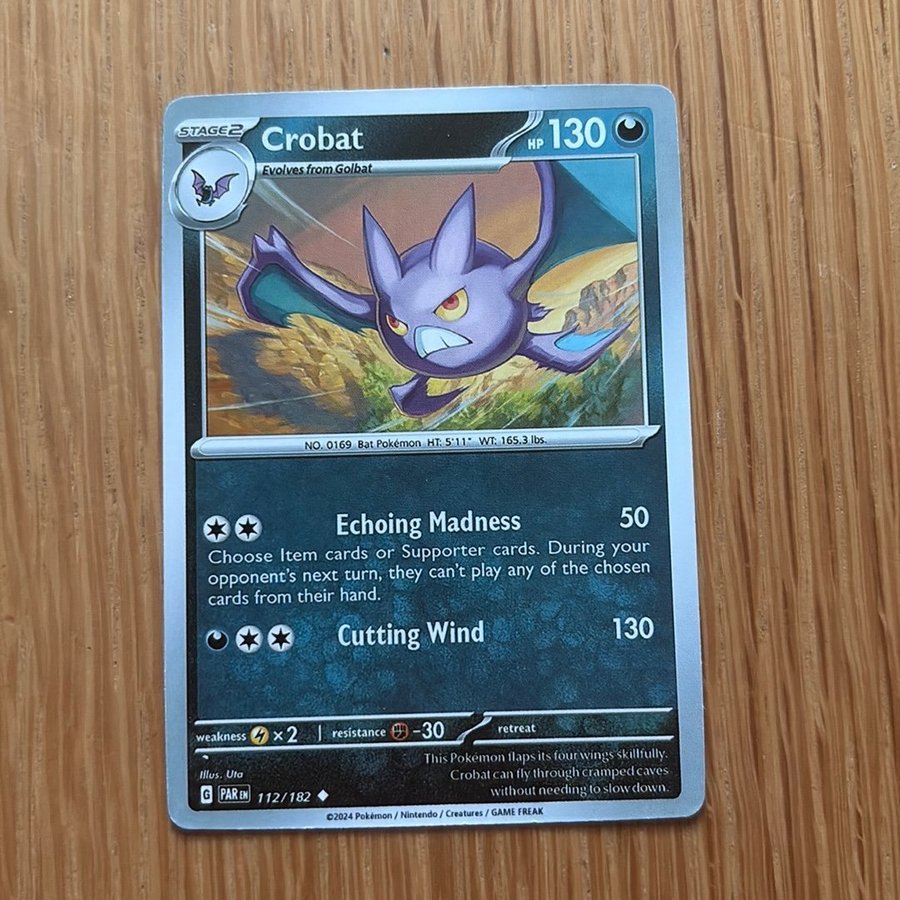 STAGE2
Crobat
HP 130
Evolves from Golbat
NO. 0169 Bat Pokémon HT: 5'11" WT: 165.3 lbs.
Echoing Madness 50
Choose Item cards or Supporter cards. During your
opponent's next turn, they can't play any of the chosen
cards from their hand.
Cutting Wind 130
weakness ×2 resistance -30 retreat
This Pokémon flaps its four wings skillfully.
Crobat can fly through cramped caves
without needing to slow down.
Illus. Uta
G PAR EN 112/182
©2024 Pokémon / Nintendo / Creatures / GAME FREAK